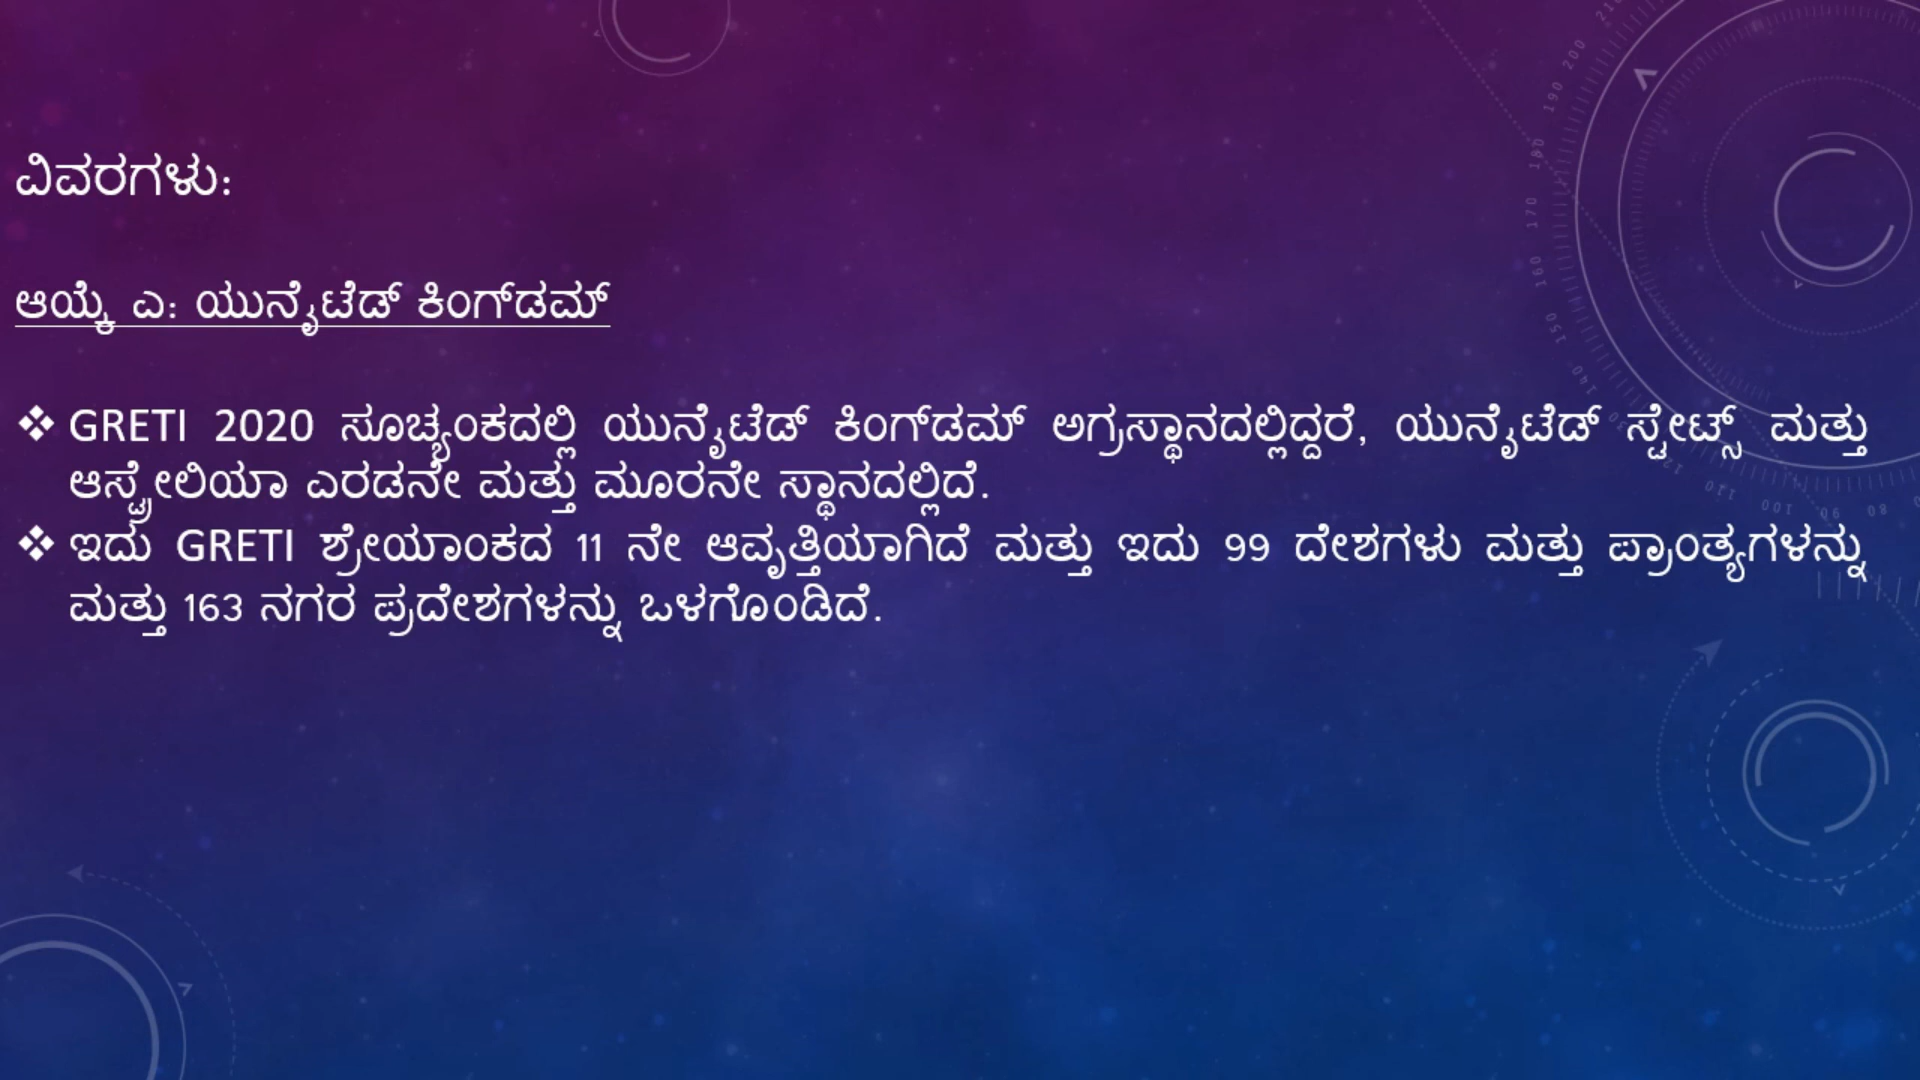 ವಿವರಗಳು:
ಆಯ್ಕೆ ಎ: ಯುನೈಟೆಡ್ ಕಿಂಗ್‌ಡಮ್
❖ GRETI 2020 ಸೂಚ್ಯಂಕದಲ್ಲಿ ಯುನೈಟೆಡ್ ಕಿಂಗ್‌ಡಮ್ ಅಗ್ರಸ್ಥಾನದಲ್ಲಿದ್ದರೆ, ಯುನೈಟೆಡ್ ಸ್ಟೇಟ್ಸ್ ಮತ್ತು
ಆಸ್ಟ್ರೇಲಿಯಾ ಎರಡನೇ ಮತ್ತು ಮೂರನೇ ಸ್ಥಾನದಲ್ಲಿದೆ.
❖ ಇದು GRETI ಶ್ರೇಯಾಂಕದ 11 ನೇ ಆವೃತ್ತಿಯಾಗಿದೆ ಮತ್ತು ಇದು 99 ದೇಶಗಳು ಮತ್ತು ಪ್ರಾಂತ್ಯಗಳನ್ನು
ಮತ್ತು 163 ನಗರ ಪ್ರದೇಶಗಳನ್ನು ಒಳಗೊಂಡಿದೆ.